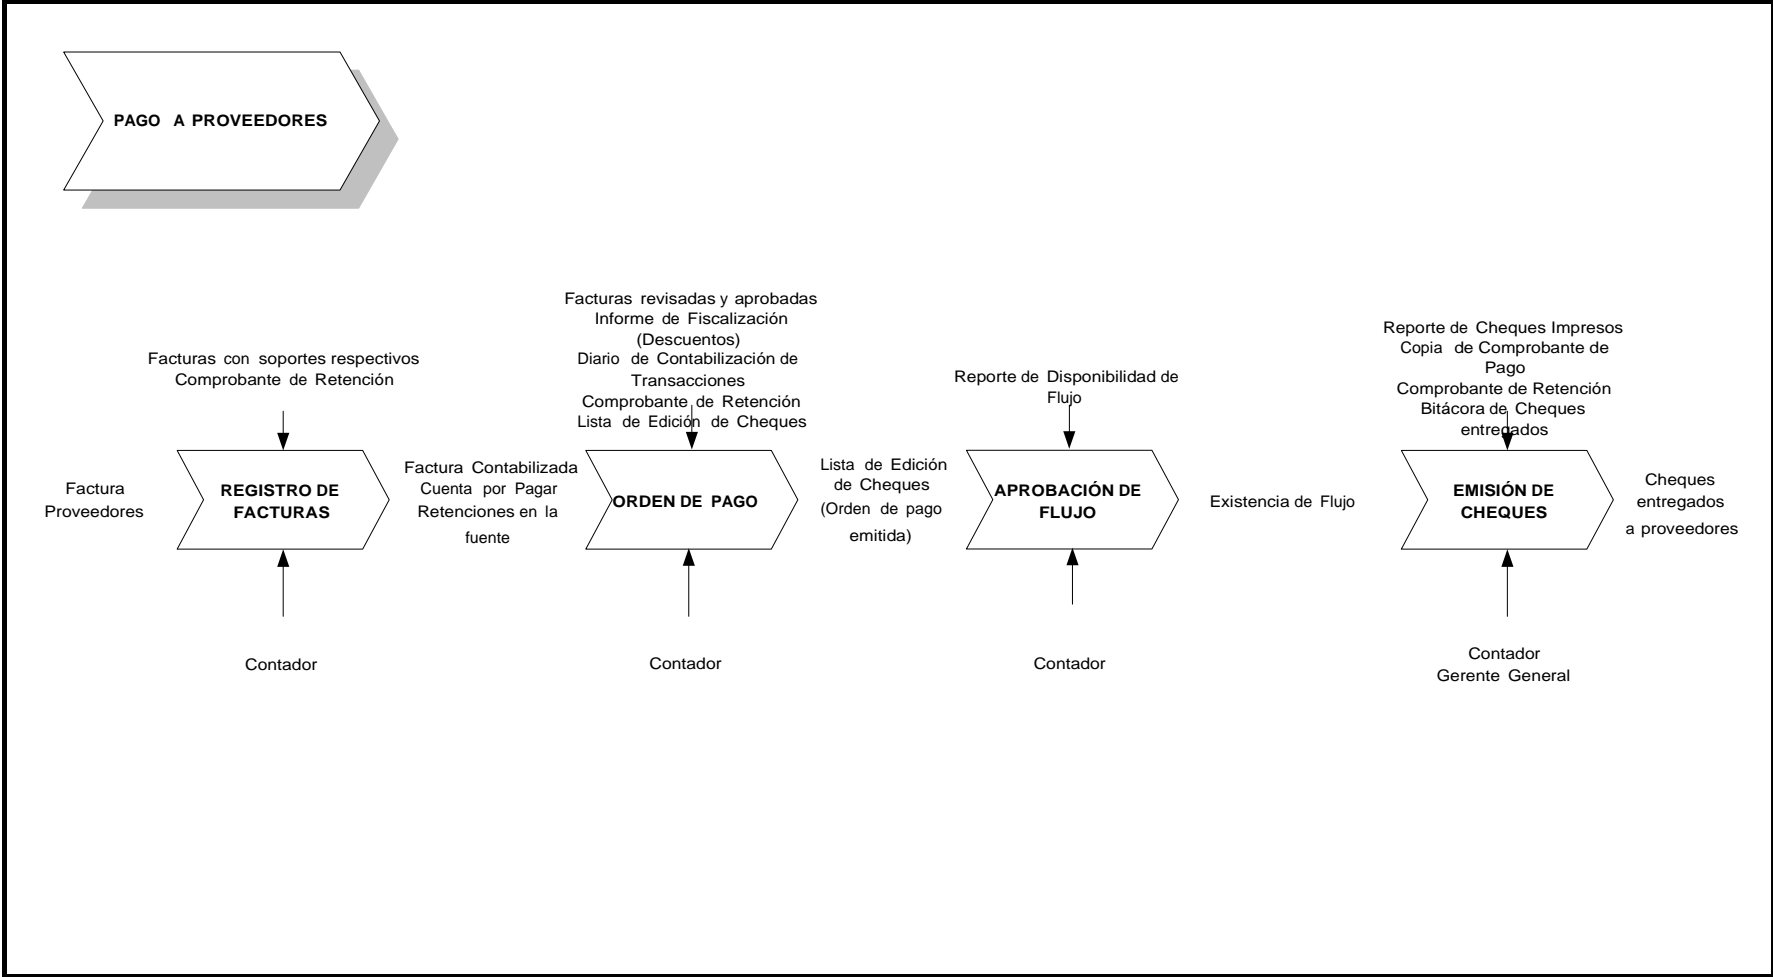 PAGO A PROVEEDORES
Facturas con soportes respectivos
Comprobante de Retención
Facturas revisadas y aprobadas
Informe de Fiscalización
(Descuentos)
Diario de Contabilización de
Transacciones
Comprobante de Retención
Lista de Edición de Cheques
Reporte de Disponibilidad de
Flujo
Reporte de Cheques Impresos
Copia de Comprobante de
Pago
Comprobante de Retención
Bitácora de Cheques
entregados
Factura
Proveedores
REGISTRO DE
FACTURAS
Factura Contabilizada
Cuenta por Pagar
Retenciones en la
fuente
ORDEN DE PAGO
Lista de Edición
de Cheques
(Orden de pago
emitida)
APROBACIÓN DE
FLUJO
Existencia de Flujo
EMISIÓN DE
CHEQUES
Cheques
entregados
a proveedores
Contador
Contador
Contador
Contador
Gerente General